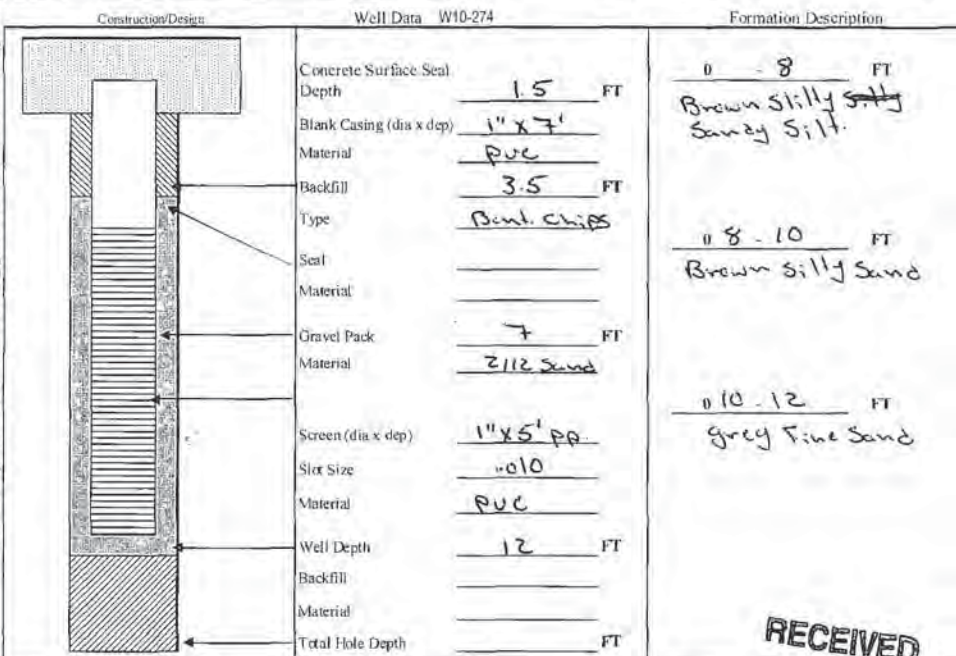 Construction/Design
Well Data W10-274
Formation Description
Concrete Surface Seal
Depth 1.5 FT
Blank Casing (dia x dep) 1" x 7'
Material PVC
Backfill 3.5 FT
Type Bent. Chips
Seal
Material
Gravel Pack 7 FT
Material 2/12 Sand
Screen (dia x dep) 1" x 5' PP
Slot Size .010
Material PVC
Well Depth 12 FT
Backfill
Material
Total Hole Depth FT
0 - 8 FT
Brown Silty
Sandy Silt.
0 8 - 10 FT
Brown Silty Sand
0 10 - 12 FT
grey Fine Sand
RECEIVED